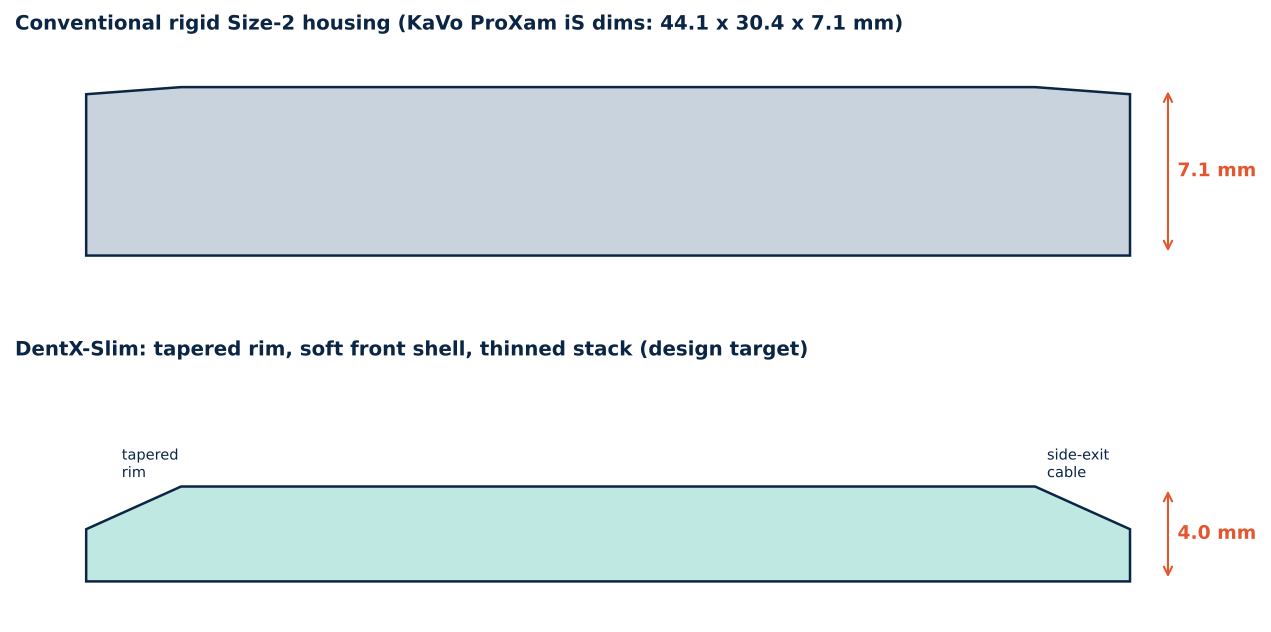 Conventional rigid Size-2 housing (KaVo ProXam iS dims: 44.1 x 30.4 x 7.1 mm)
7.1 mm
DentX-Slim: tapered rim, soft front shell, thinned stack (design target)
tapered
rim
side-exit
cable
4.0 mm